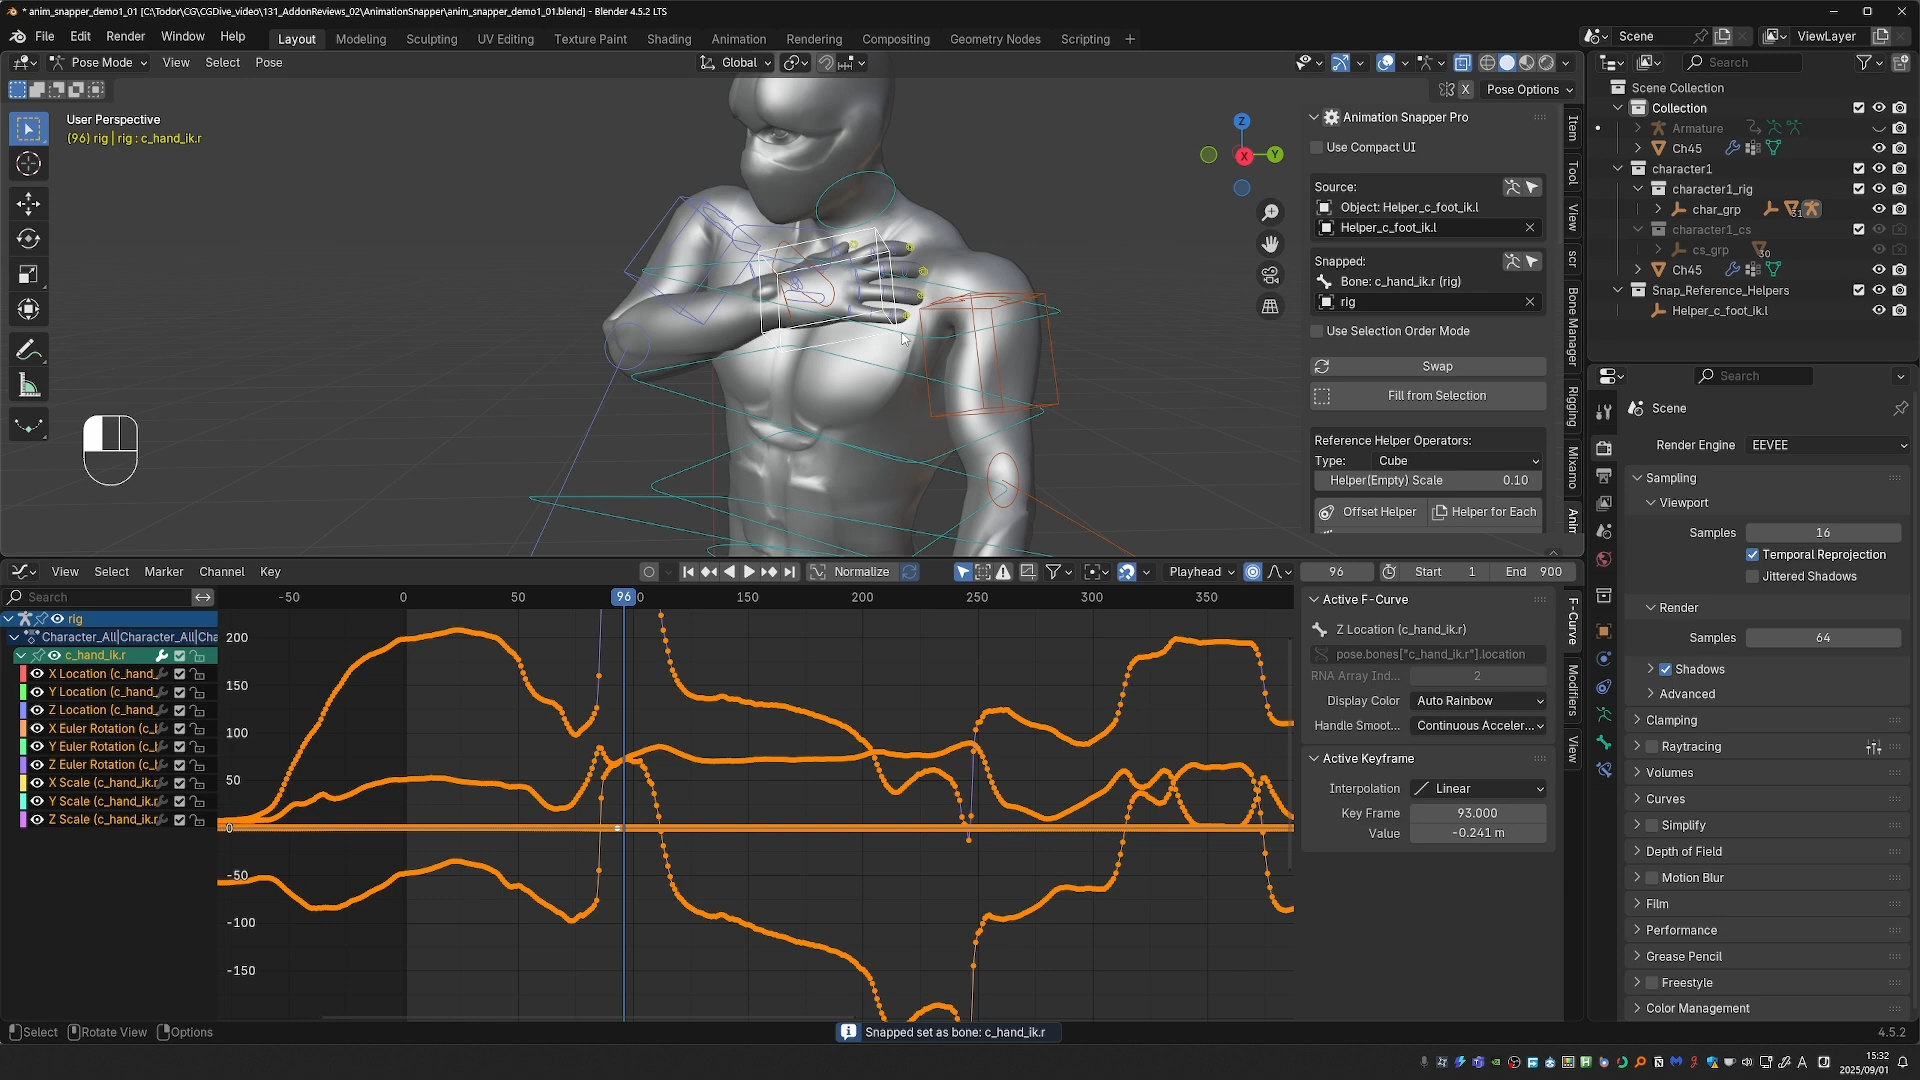 * anim_snapper_demo1_01 [C:\Todor\CG\CGDive_video\131_AddonReviews_02\AnimationSnapper\anim_snapper_demo1_01.blend] - Blender 4.5.2 LTS
File Edit Render Window Help Layout Modeling Sculpting UV Editing Texture Paint Shading Animation Rendering Compositing Geometry Nodes Scripting + Scene ViewLayer
Pose Mode View Select Pose Global Search
X Pose Options
User Perspective
(96) rig | rig : c_hand_ik.r
Z
Y
X
Animation Snapper Pro
Use Compact UI
Source:
Object: Helper_c_foot_ik.l
Helper_c_foot_ik.l
Snapped:
Bone: c_hand_ik.r (rig)
rig
Use Selection Order Mode
Swap
Fill from Selection
Reference Helper Operators:
Type: Cube
Helper(Empty) Scale 0.10
Offset Helper Helper for Each
Item
Tool
View
scr
Bone Manager
Rigging
Mixamo
Anim
Scene Collection
Collection
Armature
Ch45
character1
character1_rig
char_grp 31
character1_cs
cs_grp 30
Ch45
Snap_Reference_Helpers
Helper_c_foot_ik.l
Search
Scene
Render Engine EEVEE
Sampling
Viewport
Samples 16
Temporal Reprojection
Jittered Shadows
Render
Samples 64
Shadows
Advanced
Clamping
Raytracing
Volumes
Curves
Simplify
Depth of Field
Motion Blur
Film
Performance
Grease Pencil
Freestyle
Color Management
View Select Marker Channel Key Normalize Playhead 96 Start 1 End 900
Search
-50 0 50 96 0 150 200 250 300 350
rig
Character_All|Character_All|Cha
c_hand_ik.r
X Location (c_hand_
Y Location (c_hand_
Z Location (c_hand_
X Euler Rotation (c_l
Y Euler Rotation (c_l
Z Euler Rotation (c_l
X Scale (c_hand_ik.r
Y Scale (c_hand_ik.r
Z Scale (c_hand_ik.r
200
150
100
50
0
-50
-100
-150
Active F-Curve
Z Location (c_hand_ik.r)
pose.bones["c_hand_ik.r"].location
RNA Array Ind... 2
Display Color Auto Rainbow
Handle Smoot... Continuous Acceler...
Active Keyframe
Interpolation Linear
Key Frame 93.000
Value -0.241 m
F-Curve
Modifiers
View
Select Rotate View Options
Snapped set as bone: c_hand_ik.r
4.5.2
15:32
2025/09/01